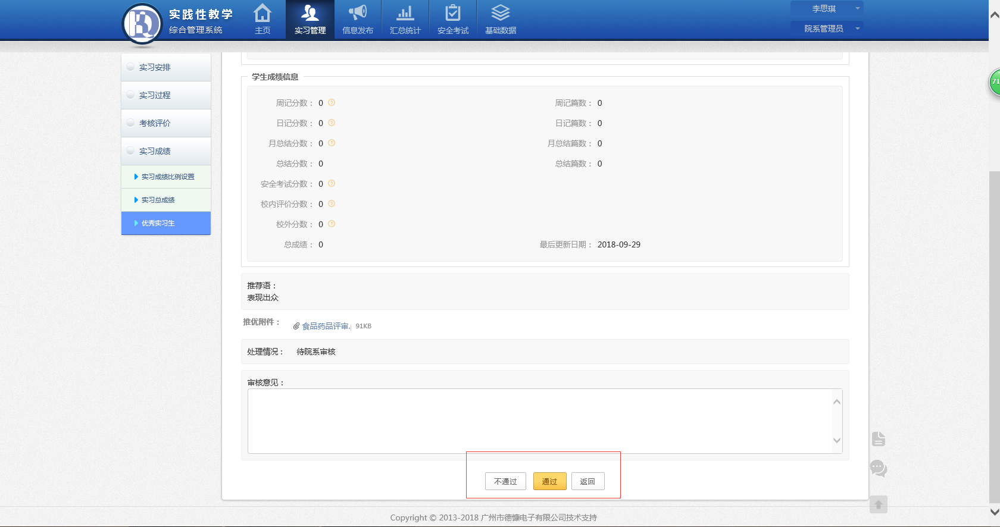 实践性教学
综合管理系统
主页
实习管理
信息发布
汇总统计
安全考试
基础数据
李思琪
院系管理员
71
实习安排
实习过程
考核评价
实习成绩
实习成绩比例设置
实习总成绩
优秀实习生
学生成绩信息
周记分数： 0 周记篇数： 0
日记分数： 0 日记篇数： 0
月总结分数： 0 月总结篇数： 0
总结分数： 0 总结篇数： 0
安全考试分数： 0
校内评价分数： 0
校外分数： 0
总成绩： 0 最后更新日期： 2018-09-29
推荐语：
表现出众
推优附件： 食品药品评审. 91KB
处理情况： 待院系审核
审核意见：
不通过 通过 返回
Copyright © 2013-2018 广州市德慷电子有限公司技术支持